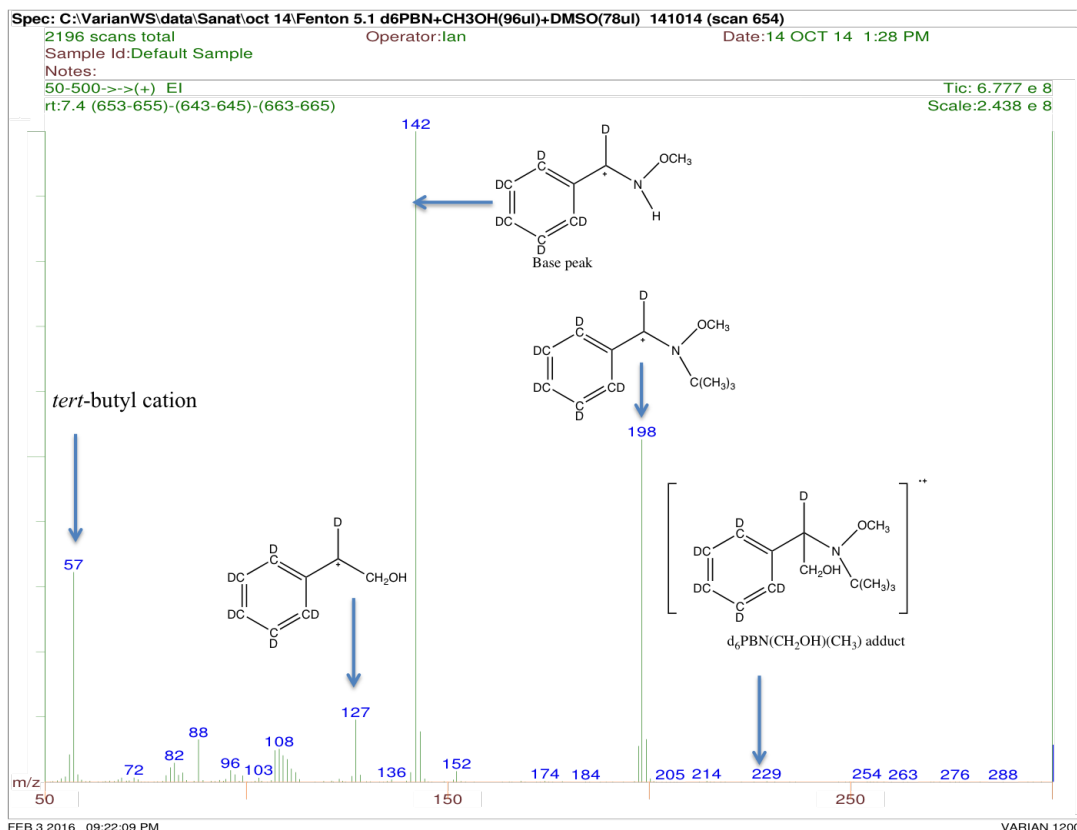 Spec: C:\VarianWS\data\Sanat\oct 14\Fenton 5.1 d6PBN+CH3OH(96ul)+DMSO(78ul) 141014 (scan 654)
2196 scans total Operator:Ian Date:14 OCT 14 1:28 PM
Sample Id:Default Sample
Notes:
50-500->->(+) EI Tic: 6.777 e 8
rt:7.4 (653-655)-(643-645)-(663-665) Scale:2.438 e 8
142
D
D
C
DC
OCH3
+
N
DC
CD
H
C
D
Base peak
D
D
C
OCH3
DC
+
N
DC
CD
C(CH3)3
C
D
tert-butyl cation
198
·+
D
D
C
OCH3
DC
N
CH2OH
DC
CD
C(CH3)3
C
D
d6PBN(CH2OH)(CH3) adduct
57
D
D
C
+
DC
CH2OH
DC
CD
C
D
127
88
108
82
72
96
103
136
152
174
184
205
214
229
254
263
276
288
m/z
50
150
250
FEB 3 2016 09:22:09 PM VARIAN 1200